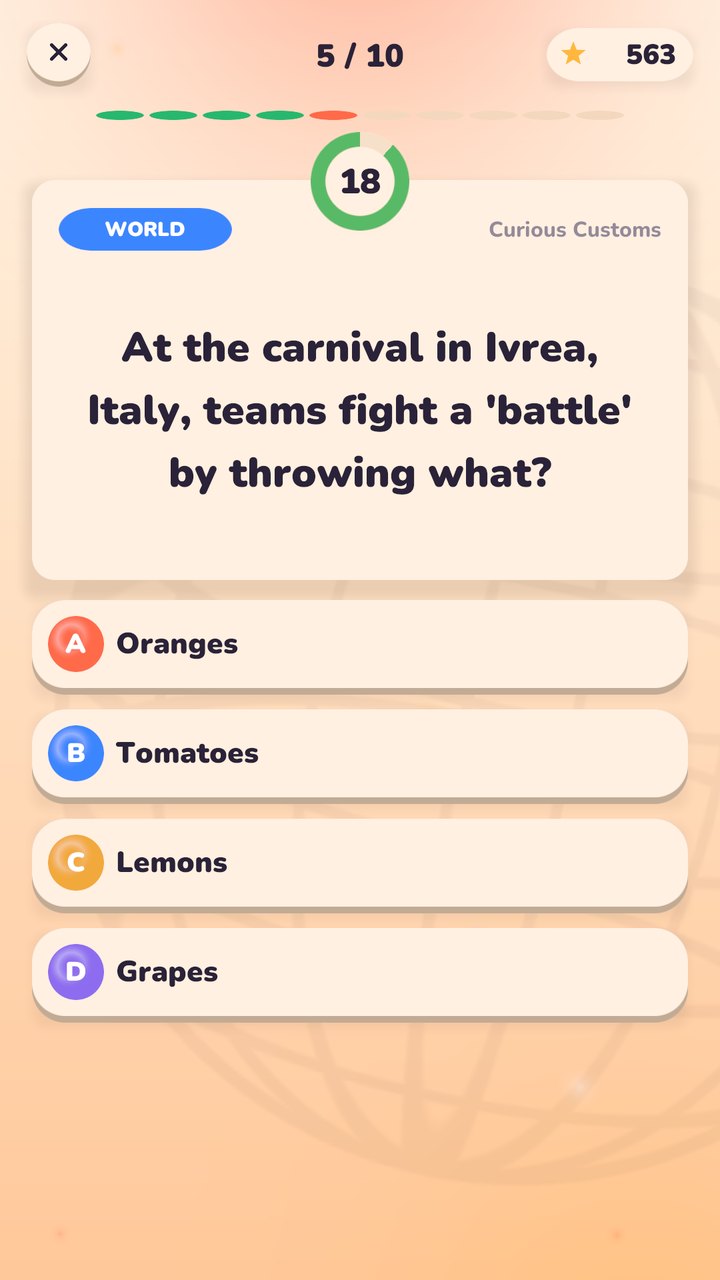 5 / 10
563
18
WORLD
Curious Customs
At the carnival in Ivrea,
Italy, teams fight a 'battle'
by throwing what?
A Oranges
B Tomatoes
C Lemons
D Grapes